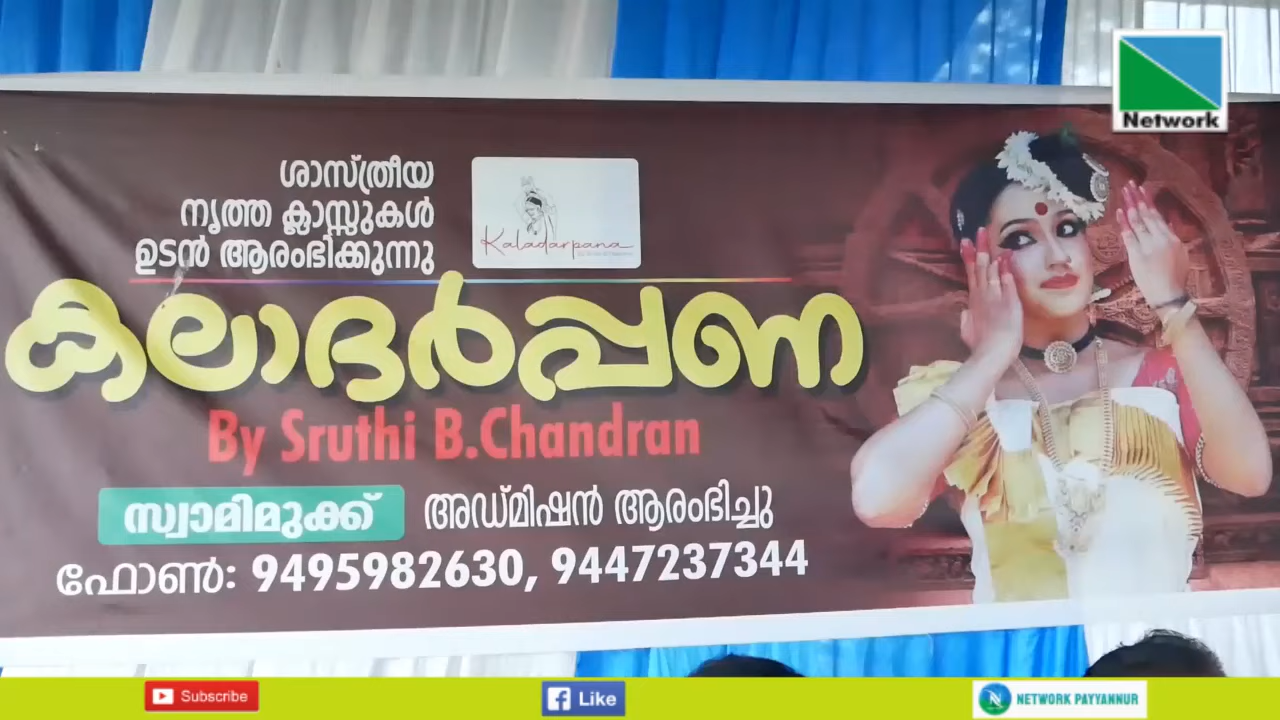 Network
ശാസ്ത്രീയ
നൃത്ത ക്ലാസ്സുകൾ
ഉടൻ ആരംഭിക്കുന്നു
Kaladarpana
കലാദർപ്പണ
By Sruthi B.Chandran
സ്വാമിമുക്ക് അഡ്മിഷൻ ആരംഭിച്ചു
ഫോൺ: 9495982630, 9447237344
Subscribe
Like
NETWORK PAYYANNUR